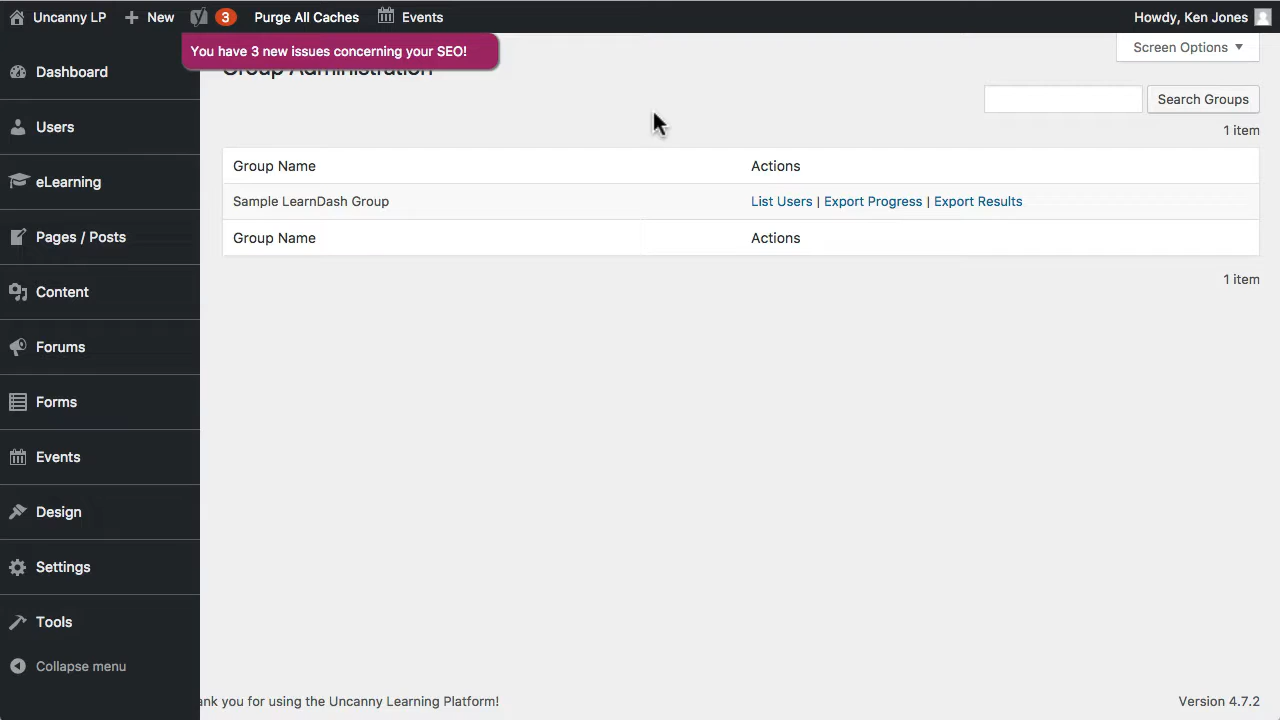 Uncanny LP
New
3
Purge All Caches
Events
Howdy, Ken Jones
You have 3 new issues concerning your SEO!
Screen Options
Group Administration
Search Groups
1 item
Group Name Actions
Sample LearnDash Group List Users | Export Progress | Export Results
Group Name Actions
1 item
Dashboard
Users
eLearning
Pages / Posts
Content
Forums
Forms
Events
Design
Settings
Tools
Collapse menu
ank you for using the Uncanny Learning Platform!
Version 4.7.2